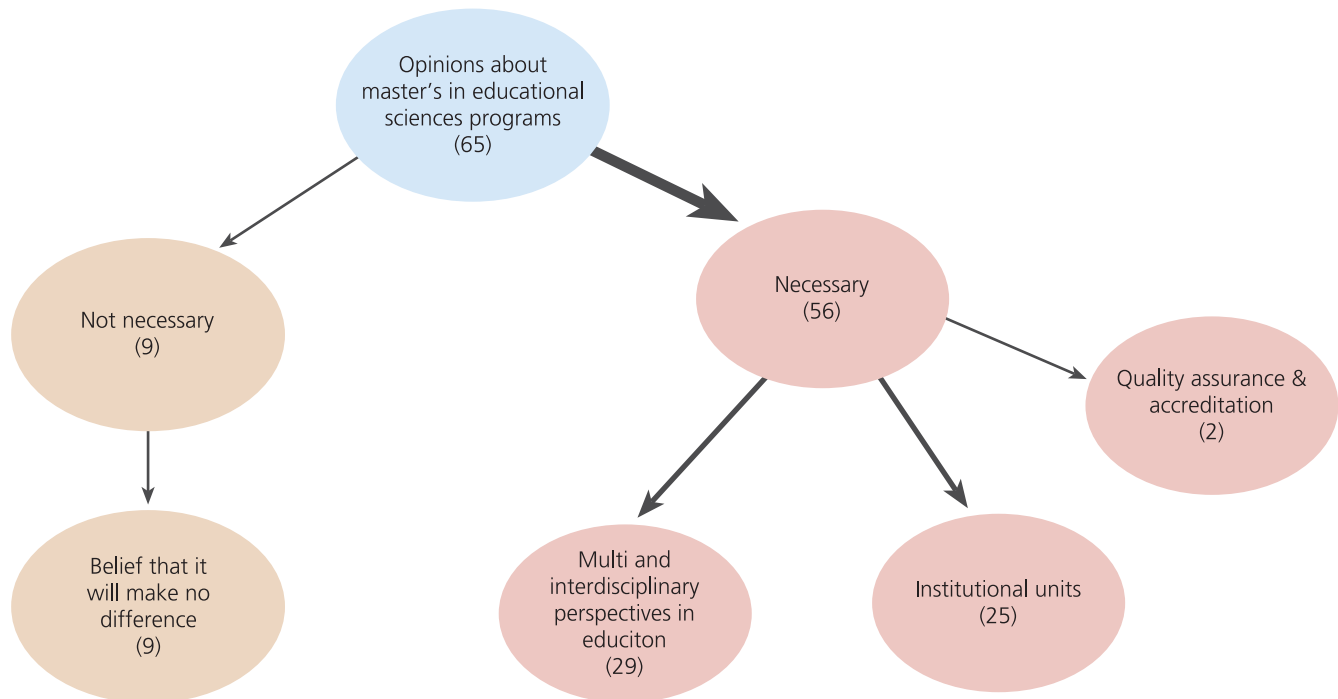 Opinions about
master's in educational
sciences programs
(65)
Not necessary
(9)
Necessary
(56)
Quality assurance &
accreditation
(2)
Belief that it
will make no
difference
(9)
Multi and
interdisciplinary
perspectives in
educiton
(29)
Institutional units
(25)